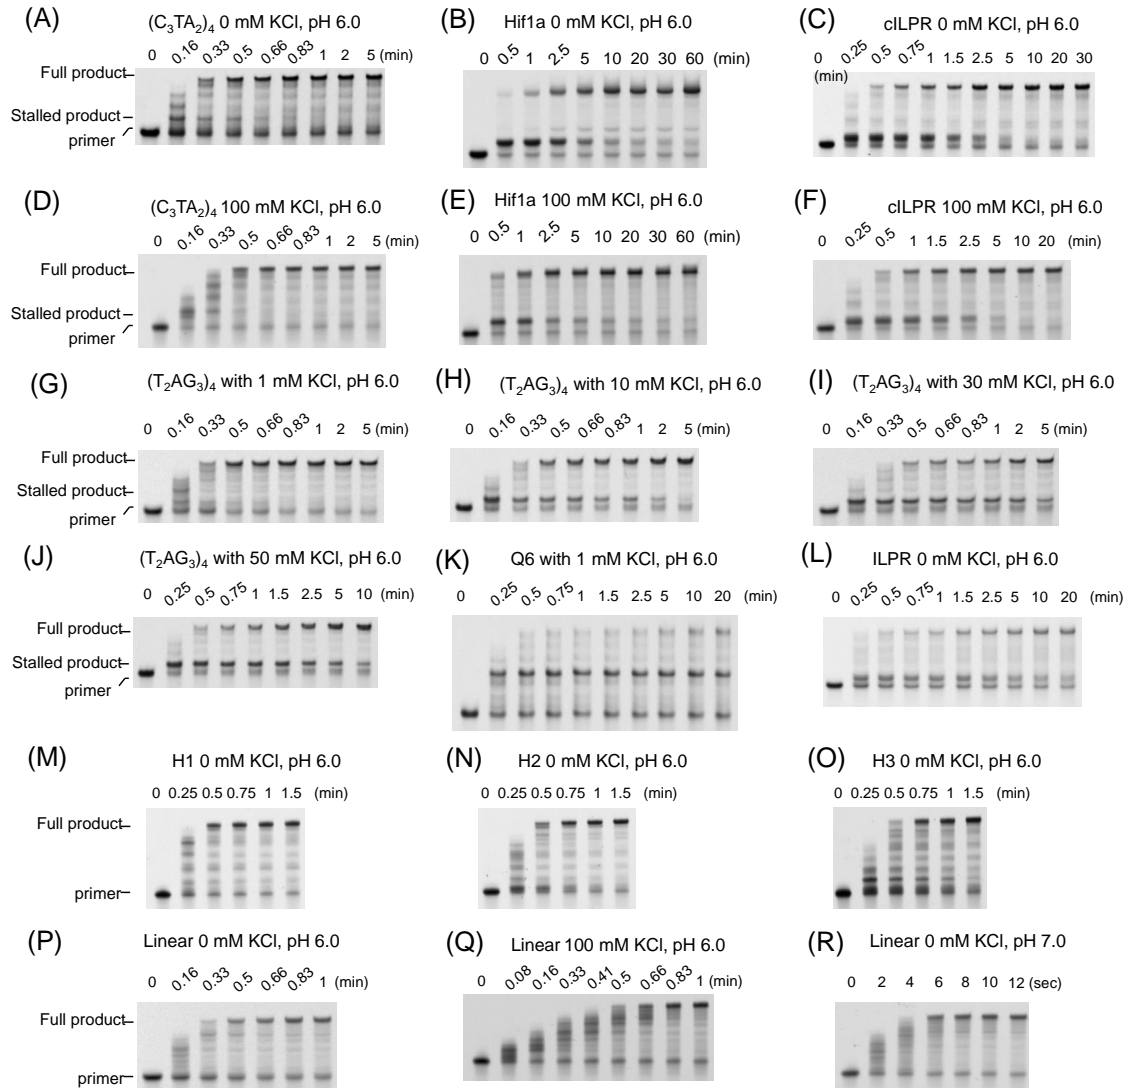 (A) (C3TA2)4 0 mM KCl, pH 6.0
0 0.16 0.33 0.5 0.66 0.83 1 2 5 (min)
Full product
Stalled product
primer
(B) Hif1a 0 mM KCl, pH 6.0
0 0.5 1 2.5 5 10 20 30 60 (min)
(C) cILPR 0 mM KCl, pH 6.0
0 0.25 0.5 0.75 1 1.5 2.5 5 10 20 30
(min)
(D) (C3TA2)4 100 mM KCl, pH 6.0
0 0.16 0.33 0.5 0.66 0.83 1 2 5 (min)
Full product
Stalled product
primer
(E) Hif1a 100 mM KCl, pH 6.0
0 0.5 1 2.5 5 10 20 30 60 (min)
(F) cILPR 100 mM KCl, pH 6.0
0 0.25 0.5 1 1.5 2.5 5 10 20 (min)
(G) (T2AG3)4 with 1 mM KCl, pH 6.0
0 0.16 0.33 0.5 0.66 0.83 1 2 5 (min)
Full product
Stalled product
primer
(H) (T2AG3)4 with 10 mM KCl, pH 6.0
0 0.16 0.33 0.5 0.66 0.83 1 2 5 (min)
(I) (T2AG3)4 with 30 mM KCl, pH 6.0
0 0.16 0.33 0.5 0.66 0.83 1 2 5 (min)
(J) (T2AG3)4 with 50 mM KCl, pH 6.0
0 0.25 0.5 0.75 1 1.5 2.5 5 10 (min)
Full product
Stalled product
primer
(K) Q6 with 1 mM KCl, pH 6.0
0 0.25 0.5 0.75 1 1.5 2.5 5 10 20 (min)
(L) ILPR 0 mM KCl, pH 6.0
0 0.25 0.5 0.75 1 1.5 2.5 5 10 20 (min)
(M) H1 0 mM KCl, pH 6.0
0 0.25 0.5 0.75 1 1.5 (min)
Full product
primer
(N) H2 0 mM KCl, pH 6.0
0 0.25 0.5 0.75 1 1.5 (min)
(O) H3 0 mM KCl, pH 6.0
0 0.25 0.5 0.75 1 1.5 (min)
(P) Linear 0 mM KCl, pH 6.0
0 0.16 0.33 0.5 0.66 0.83 1 (min)
Full product
primer
(Q) Linear 100 mM KCl, pH 6.0
0 0.08 0.16 0.33 0.41 0.5 0.66 0.83 1 (min)
(R) Linear 0 mM KCl, pH 7.0
0 2 4 6 8 10 12 (sec)